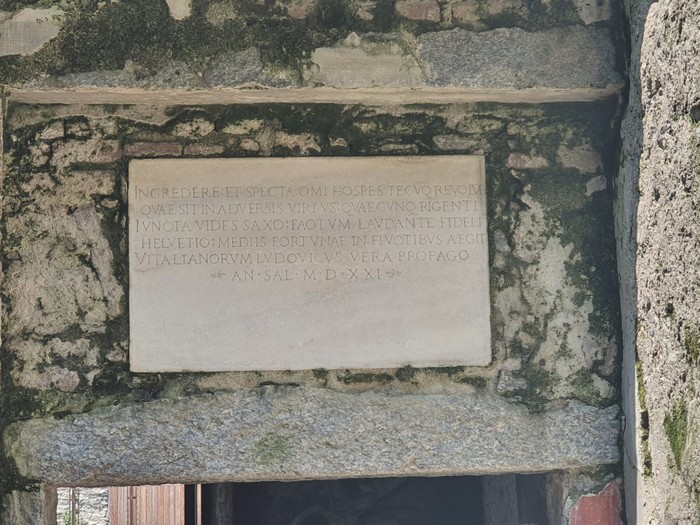 INGREDERE·ET SPECTA O MI HOSPES·TECVQ REVOLVE
QVAE SIT IN ADVERSIS VIRTVS·QVAECVNQ RIGENTI
IVNCTA VIDES SAXO·FACTVM LAVDANTE FIDELI
HELVETIO·MEDIIS FORTVNAE IN FLVCTIBVS AEGIT
VITALIANORVM LVDOVICVS VERA PROPAGO
AN·SAL·M·D·XXI